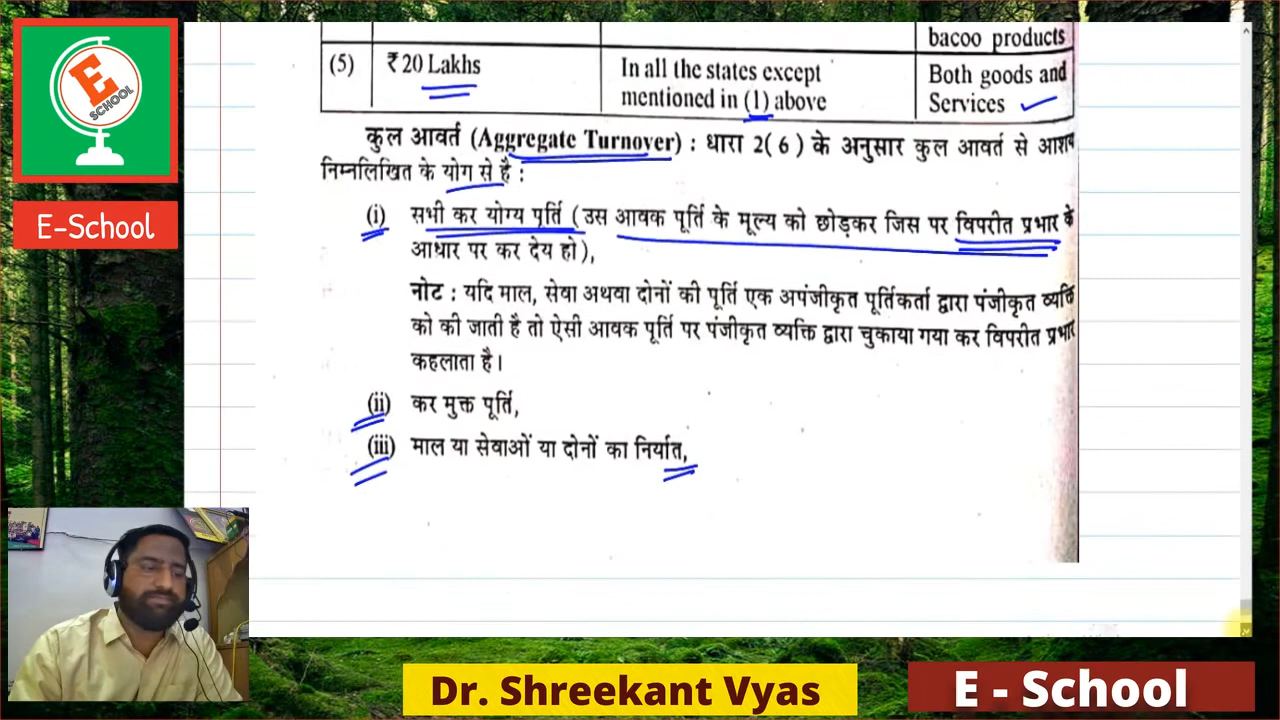 E
SCHOOL
E-School
bacoo products
(5) ₹20 Lakhs In all the states except Both goods and
mentioned in (1) above Services
कुल आवर्त (Aggregate Turnover) : धारा 2( 6 ) के अनुसार कुल आवर्त से आशय
निम्नलिखित के योग से है :
(i) सभी कर योग्य पूर्ति ( उस आवक पूर्ति के मूल्य को छोड़कर जिस पर विपरीत प्रभार के
आधार पर कर देय हो ),
नोट : यदि माल, सेवा अथवा दोनों की पूर्ति एक अपंजीकृत पूर्तिकर्ता द्वारा पंजीकृत व्यक्ति
को की जाती है तो ऐसी आवक पूर्ति पर पंजीकृत व्यक्ति द्वारा चुकाया गया कर विपरीत प्रभार
कहलाता है।
(ii) कर मुक्त पूर्ति,
(iii) माल या सेवाओं या दोनों का निर्यात,
Dr. Shreekant Vyas
E - School